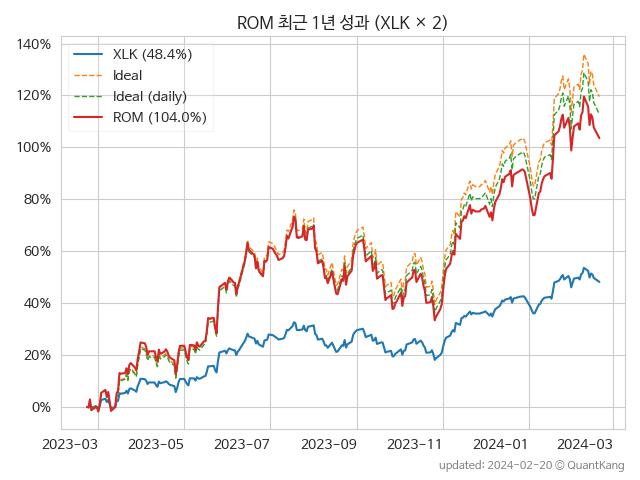 ROM 최근 1년 성과 (XLK × 2)
140%
120%
100%
80%
60%
40%
20%
0%
XLK (48.4%)
Ideal
Ideal (daily)
ROM (104.0%)
2023-03 2023-05 2023-07 2023-09 2023-11 2024-01 2024-03
updated: 2024-02-20 © QuantKang